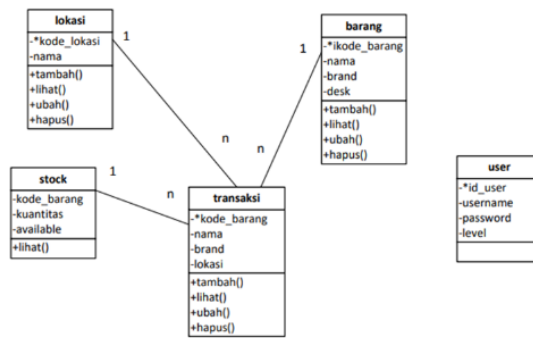 lokasi
-*kode_lokasi
-nama
+tambah()
+lihat()
+ubah()
+hapus()
1
n
barang
-*ikode_barang
-nama
-brand
-desk
+tambah()
+lihat()
+ubah()
+hapus()
1
n
stock
-kode_barang
-kuantitas
-available
+lihat()
1
n
transaksi
-*kode_barang
-nama
-brand
-lokasi
+tambah()
+lihat()
+ubah()
+hapus()
user
-*id_user
-username
-password
-level